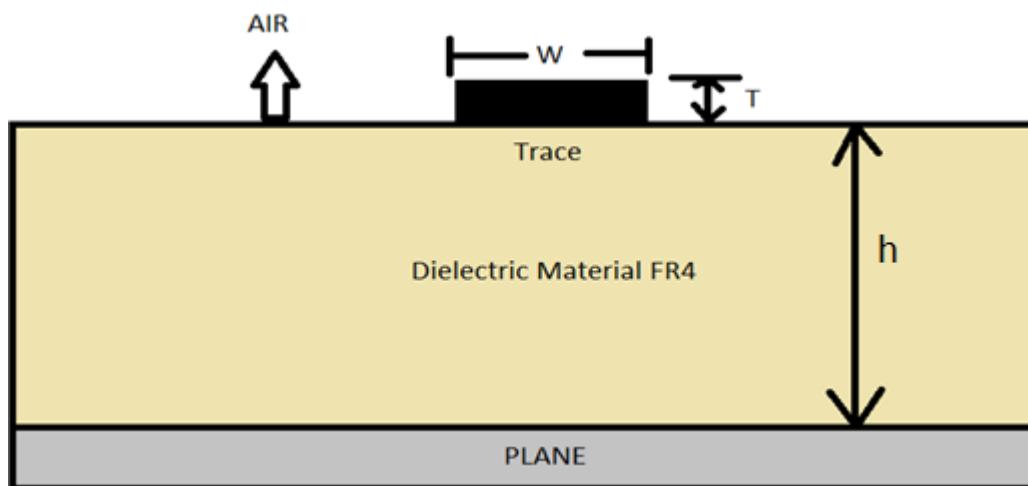 AIR
W
T
Trace
h
Dielectric Material FR4
PLANE